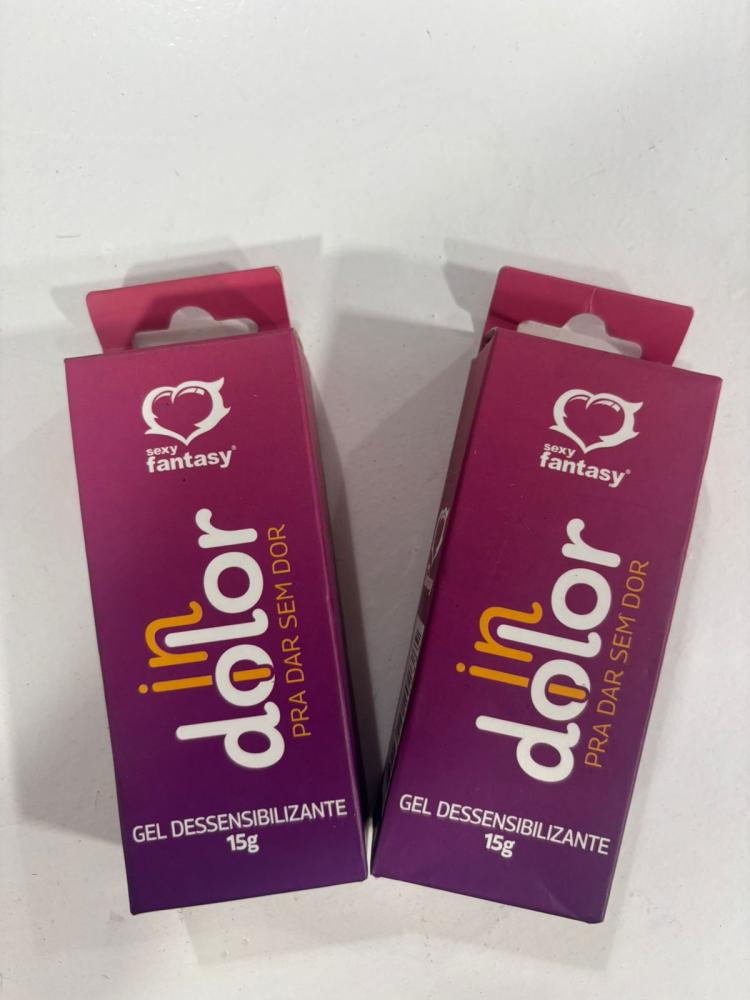 sexy
fantasy®
in
dolor
PRA DAR SEM DOR
GEL DESSENSIBILIZANTE
15g
sexy
fantasy®
in
dolor
PRA DAR SEM DOR
GEL DESSENSIBILIZANTE
15g